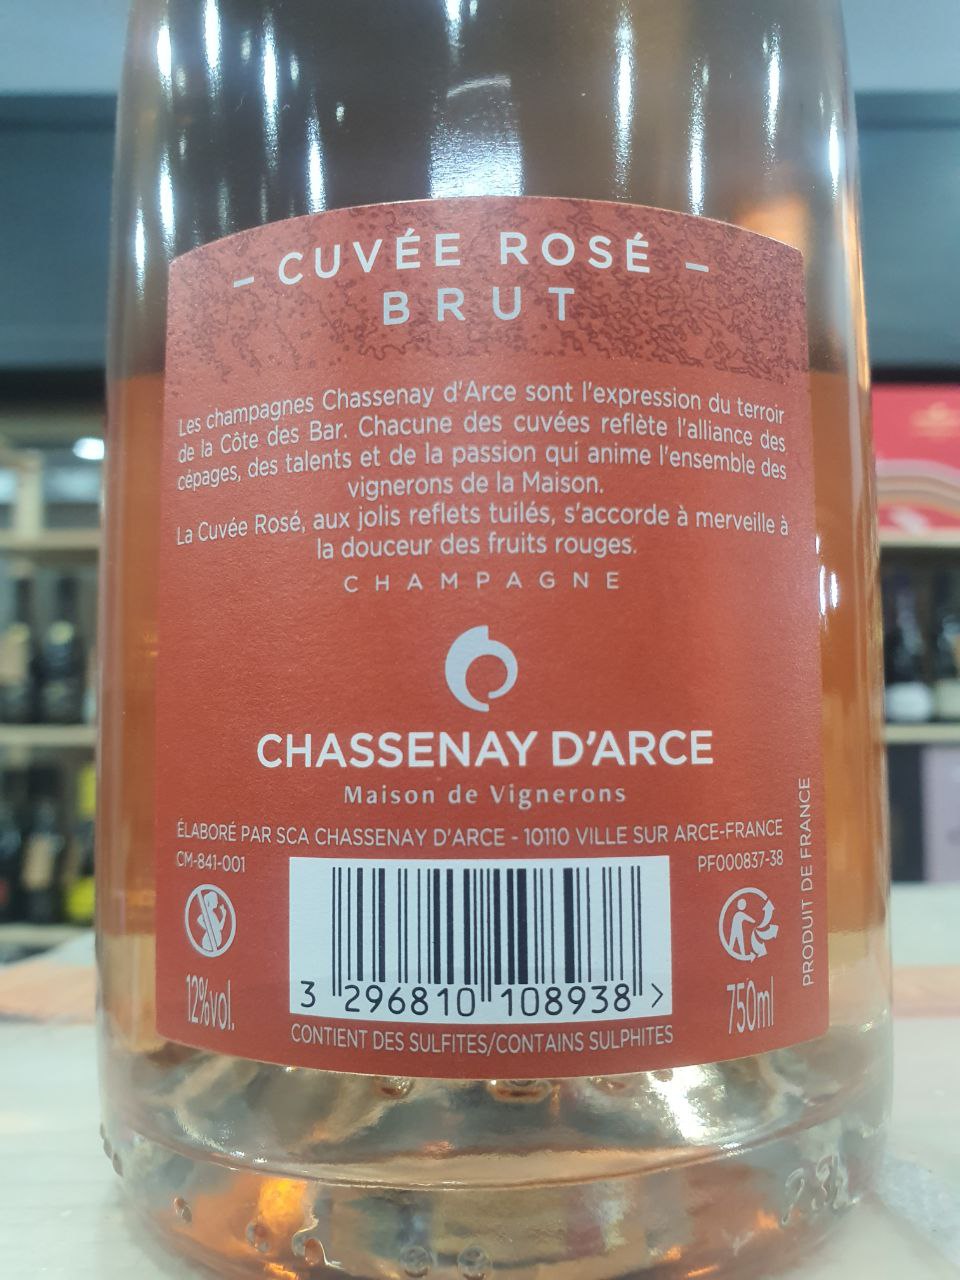 – CUVÉE ROSÉ –
BRUT
Les champagnes Chassenay d'Arce sont l'expression du terroir
de la Côte des Bar. Chacune des cuvées reflète l'alliance des
cépages, des talents et de la passion qui anime l'ensemble des
vignerons de la Maison.
La Cuvée Rosé, aux jolis reflets tuilés, s'accorde à merveille à
la douceur des fruits rouges.
CHAMPAGNE
CHASSENAY D'ARCE
Maison de Vignerons
ÉLABORÉ PAR SCA CHASSENAY D'ARCE - 10110 VILLE SUR ARCE-FRANCE
CM-841-001
PF000837-38
PRODUIT DE FRANCE
3 296810 108938 >
12%vol.
750ml
CONTIENT DES SULFITES/CONTAINS SULPHITES